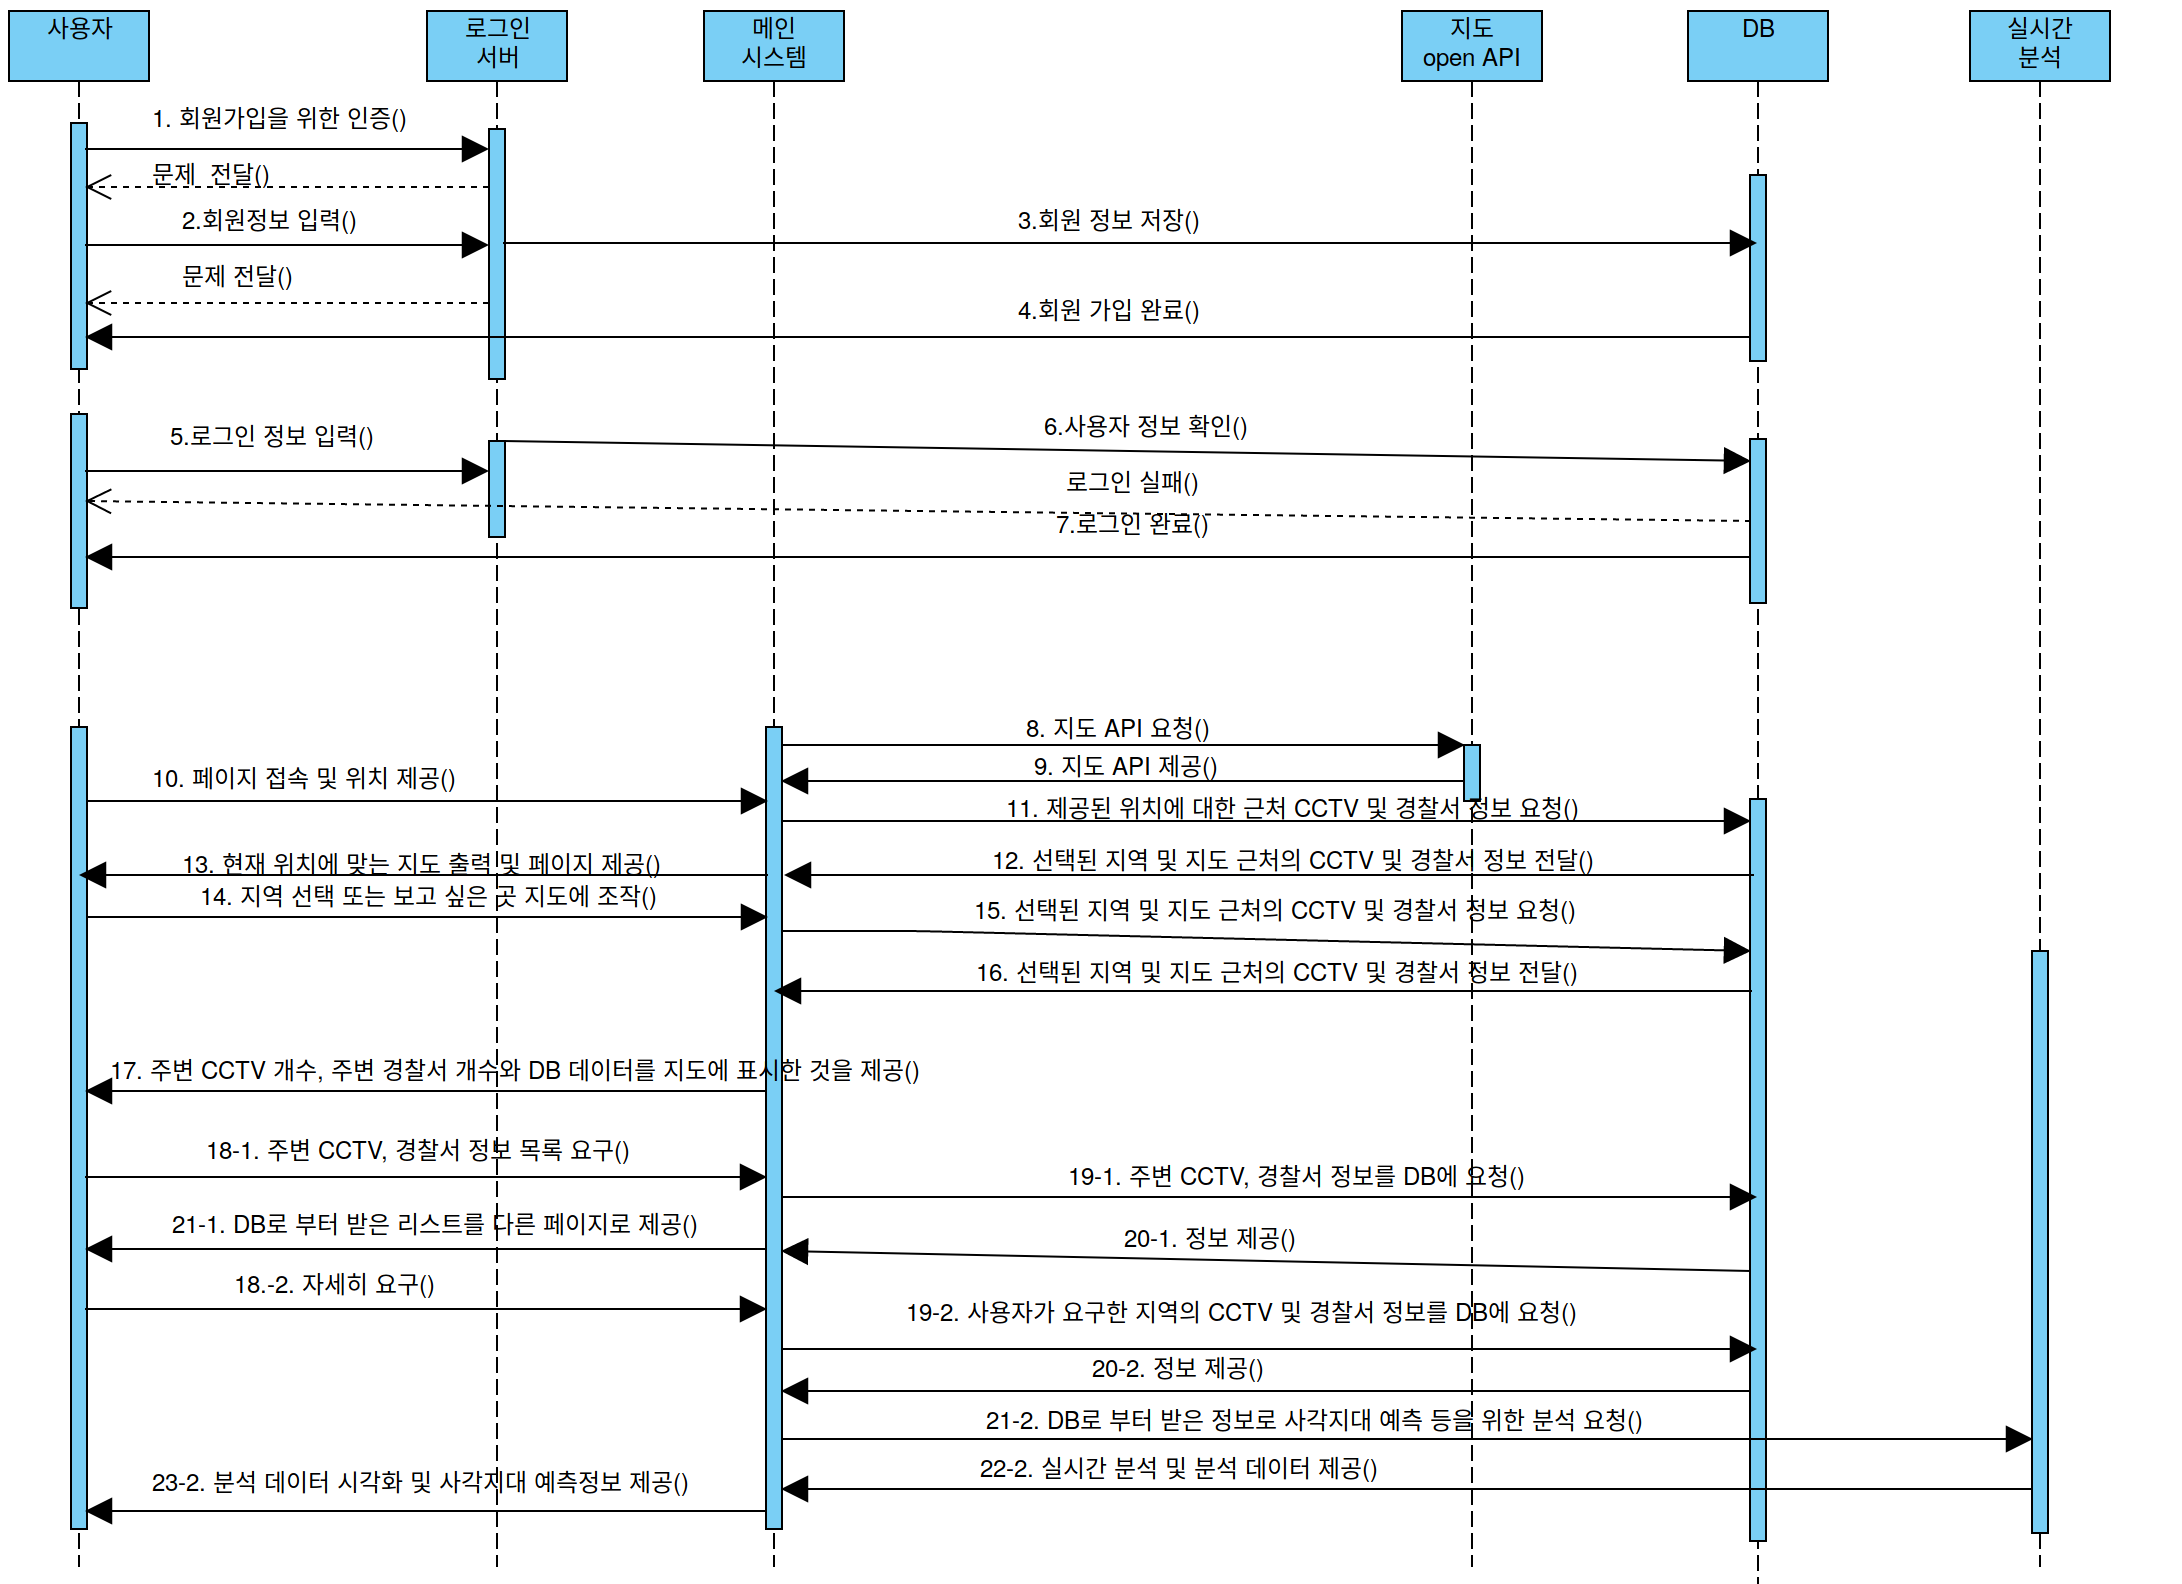 사용자
로그인
서버
메인
시스템
지도
open API
DB
실시간
분석
1. 회원가입을 위한 인증()
문제  전달()
2.회원정보 입력()
3.회원 정보 저장()
문제 전달()
4.회원 가입 완료()
5.로그인 정보 입력()
6.사용자 정보 확인()
로그인 실패()
7.로그인 완료()
8. 지도 API 요청()
9. 지도 API 제공()
10. 페이지 접속 및 위치 제공()
11. 제공된 위치에 대한 근처 CCTV 및 경찰서 정보 요청()
12. 선택된 지역 및 지도 근처의 CCTV 및 경찰서 정보 전달()
13. 현재 위치에 맞는 지도 출력 및 페이지 제공()
14. 지역 선택 또는 보고 싶은 곳 지도에 조작()
15. 선택된 지역 및 지도 근처의 CCTV 및 경찰서 정보 요청()
16. 선택된 지역 및 지도 근처의 CCTV 및 경찰서 정보 전달()
17. 주변 CCTV 개수, 주변 경찰서 개수와 DB 데이터를 지도에 표시한 것을 제공()
18-1. 주변 CCTV, 경찰서 정보 목록 요구()
19-1. 주변 CCTV, 경찰서 정보를 DB에 요청()
21-1. DB로 부터 받은 리스트를 다른 페이지로 제공()
20-1. 정보 제공()
18.-2. 자세히 요구()
19-2. 사용자가 요구한 지역의 CCTV 및 경찰서 정보를 DB에 요청()
20-2. 정보 제공()
21-2. DB로 부터 받은 정보로 사각지대 예측 등을 위한 분석 요청()
22-2. 실시간 분석 및 분석 데이터 제공()
23-2. 분석 데이터 시각화 및 사각지대 예측정보 제공()